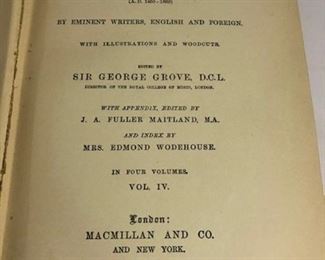 (A. D. 1450–1889)
BY EMINENT WRITERS, ENGLISH AND FOREIGN.
WITH ILLUSTRATIONS AND WOODCUTS.
EDITED BY
SIR GEORGE GROVE, D.C.L.
DIRECTOR OF THE ROYAL COLLEGE OF MUSIC, LONDON.
WITH APPENDIX, EDITED BY
J. A. FULLER MAITLAND, M.A.
AND INDEX BY
MRS. EDMOND WODEHOUSE.
IN FOUR VOLUMES.
VOL. IV.
London:
MACMILLAN AND CO.
AND NEW YORK.